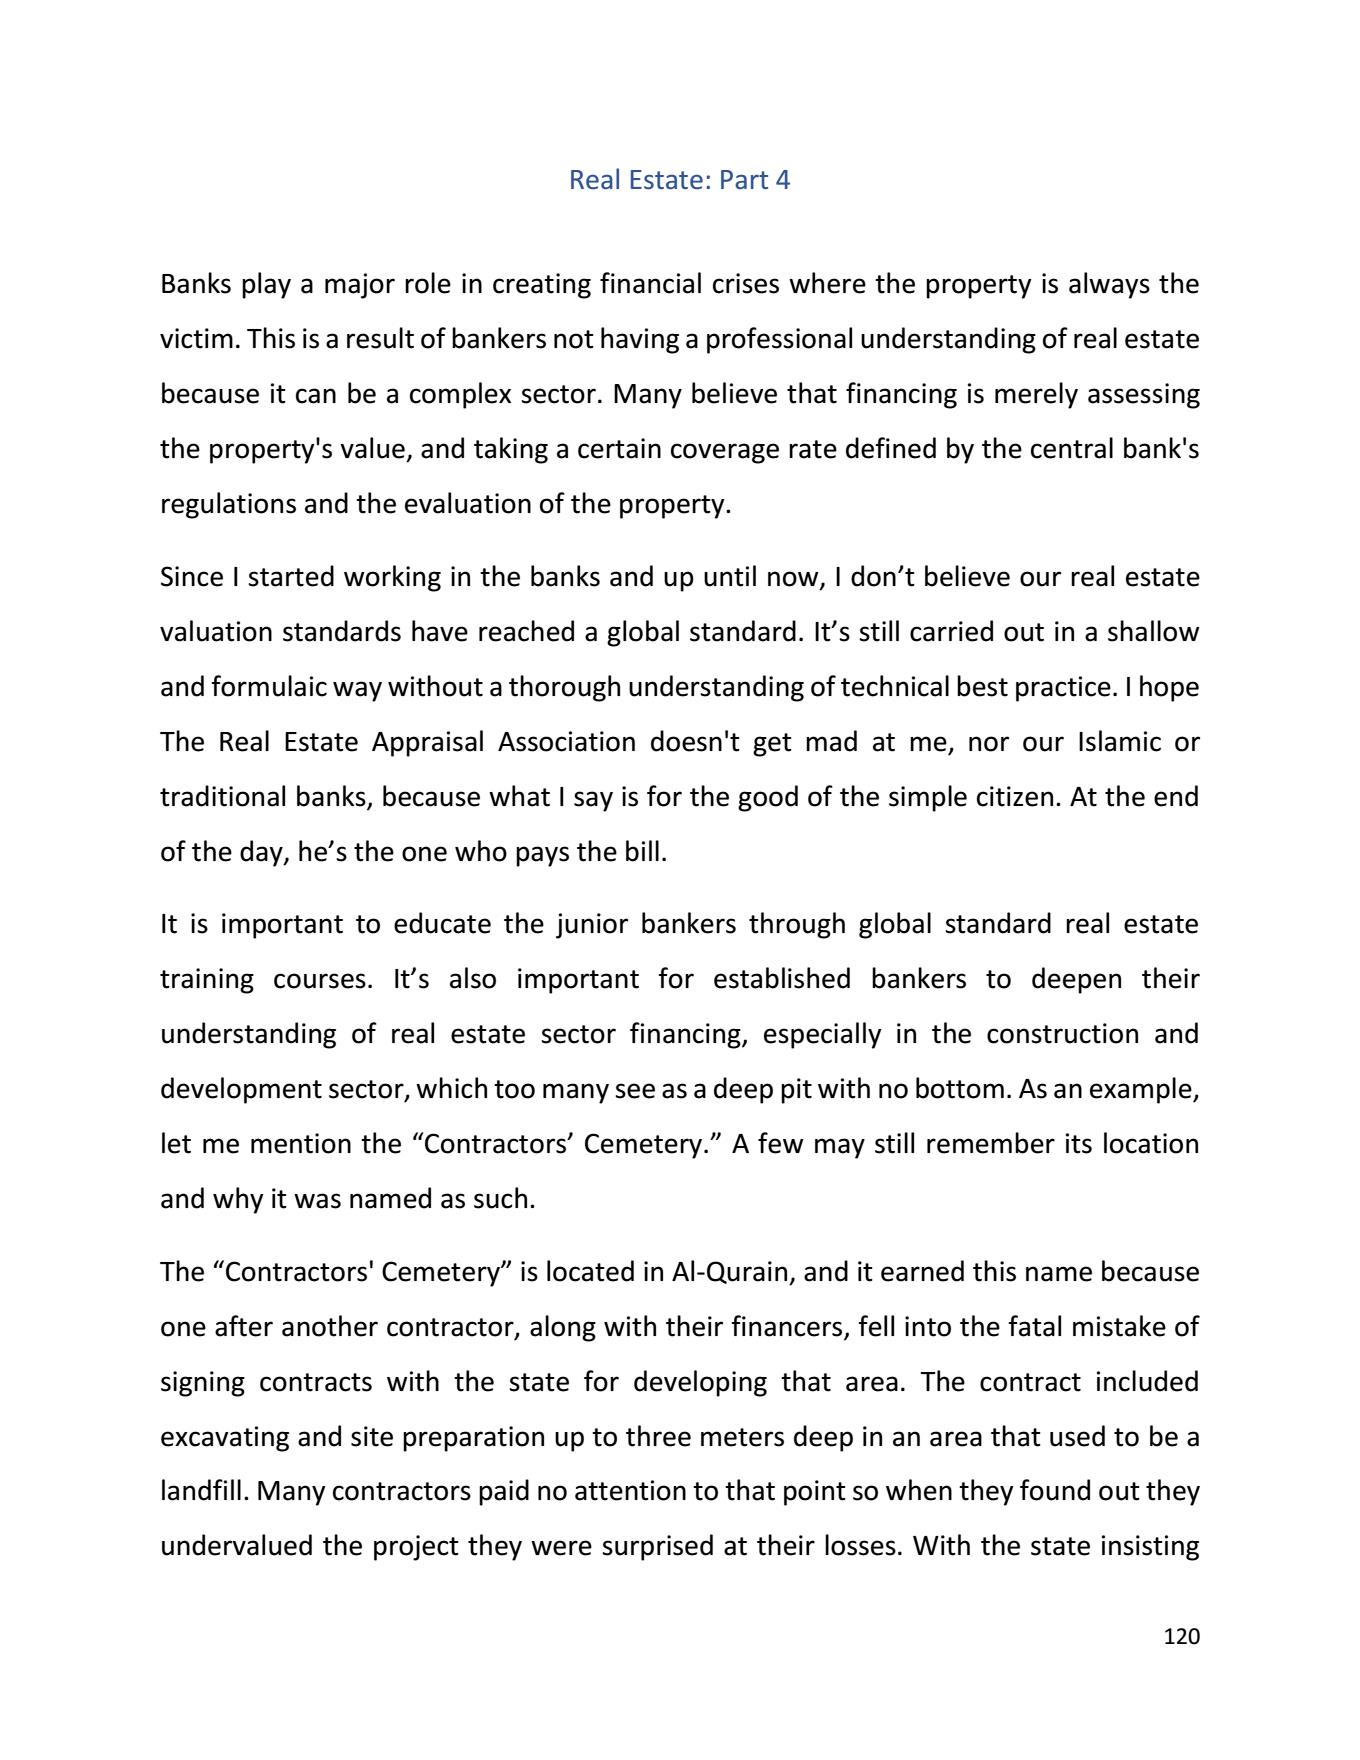 Real Estate: Part 4
Banks play a major role in creating financial crises where the property is always the
victim. This is a result of bankers not having a professional understanding of real estate
because it can be a complex sector. Many believe that financing is merely assessing
the property's value, and taking a certain coverage rate defined by the central bank's
regulations and the evaluation of the property.
Since I started working in the banks and up until now, I don’t believe our real estate
valuation standards have reached a global standard. It’s still carried out in a shallow
and formulaic way without a thorough understanding of technical best practice. I hope
The Real Estate Appraisal Association doesn't get mad at me, nor our Islamic or
traditional banks, because what I say is for the good of the simple citizen. At the end
of the day, he’s the one who pays the bill.
It is important to educate the junior bankers through global standard real estate
training courses. It’s also important for established bankers to deepen their
understanding of real estate sector financing, especially in the construction and
development sector, which too many see as a deep pit with no bottom. As an example,
let me mention the “Contractors’ Cemetery.” A few may still remember its location
and why it was named as such.
The “Contractors' Cemetery” is located in Al-Qurain, and it earned this name because
one after another contractor, along with their financers, fell into the fatal mistake of
signing contracts with the state for developing that area. The contract included
excavating and site preparation up to three meters deep in an area that used to be a
landfill. Many contractors paid no attention to that point so when they found out they
undervalued the project they were surprised at their losses. With the state insisting
120